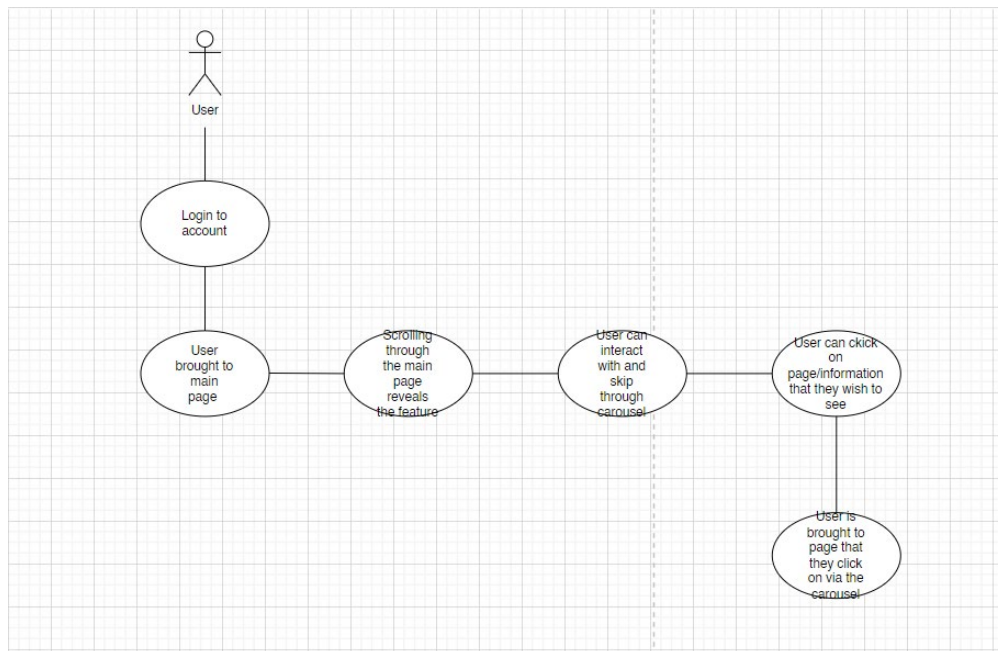 User
Login to
account
User
brought to
main
page
Scrolling
through
the main
page
reveals
the feature
User can
interact
with and
skip
through
carousel
User can ckick
on
page/information
that they wish to
see
User is
brought to
page that
they click
on via the
carousel